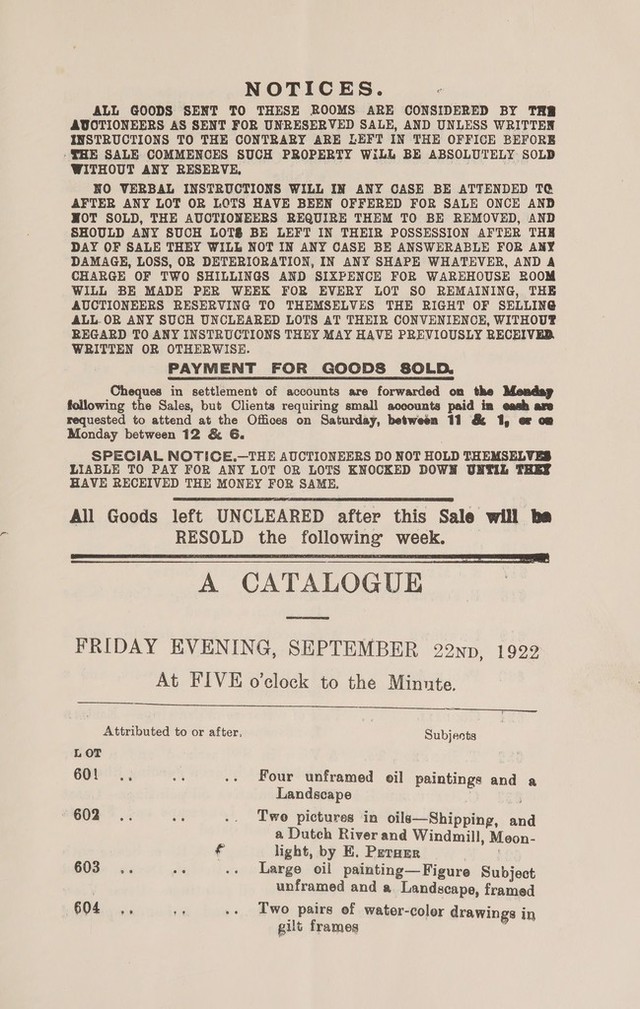 NOTICES.
ALL GOODS SENT TO THESE ROOMS ARE CONSIDERED BY THE
AUCTIONEERS AS SENT FOR UNRESERVED SALE, AND UNLESS WRITTEN
INSTRUCTIONS TO THE CONTRARY ARE LEFT IN THE OFFICE BEFORE
THE SALE COMMENCES SUCH PROPERTY WILL BE ABSOLUTELY SOLD
WITHOUT ANY RESERVE.
NO VERBAL INSTRUCTIONS WILL IN ANY CASE BE ATTENDED TO
AFTER ANY LOT OR LOTS HAVE BEEN OFFERED FOR SALE ONCE AND
NOT SOLD, THE AUCTIONEERS REQUIRE THEM TO BE REMOVED, AND
SHOULD ANY SUCH LOTS BE LEFT IN THEIR POSSESSION AFTER THE
DAY OF SALE THEY WILL NOT IN ANY CASE BE ANSWERABLE FOR ANY
DAMAGE, LOSS, OR DETERIORATION, IN ANY SHAPE WHATEVER, AND A
CHARGE OF TWO SHILLINGS AND SIXPENCE FOR WAREHOUSE ROOM
WILL BE MADE PER WEEK FOR EVERY LOT SO REMAINING, THE
AUCTIONEERS RESERVING TO THEMSELVES THE RIGHT OF SELLING
ALL OR ANY SUCH UNCLEARED LOTS AT THEIR CONVENIENCE, WITHOUT
REGARD TO ANY INSTRUCTIONS THEY MAY HAVE PREVIOUSLY RECEIVED
WRITTEN OR OTHERWISE.
PAYMENT FOR GOODS SOLD.
Cheques in settlement of accounts are forwarded on the Monday
following the Sales, but Clients requiring small accounts paid in cash are
requested to attend at the Offices on Saturday, between 11 & 1, or on
Monday between 12 & 6.
SPECIAL NOTICE.—THE AUCTIONEERS DO NOT HOLD THEMSELVES
LIABLE TO PAY FOR ANY LOT OR LOTS KNOCKED DOWN UNTIL THEY
HAVE RECEIVED THE MONEY FOR SAME.
All Goods left UNCLEARED after this Sale will be
RESOLD the following week.
A CATALOGUE
FRIDAY EVENING, SEPTEMBER 22ND, 1922
At FIVE o'clock to the Minute.
Attributed to or after. Subjects
LOT
601 .. .. .. Four unframed oil paintings and a
Landscape
602 .. .. .. Two pictures in oils—Shipping, and
a Dutch River and Windmill, Moon-
light, by E. PETHER
603 .. .. .. Large oil painting—Figure Subject
unframed and a Landscape, framed
604 .. .. .. Two pairs of water-color drawings in
gilt frames